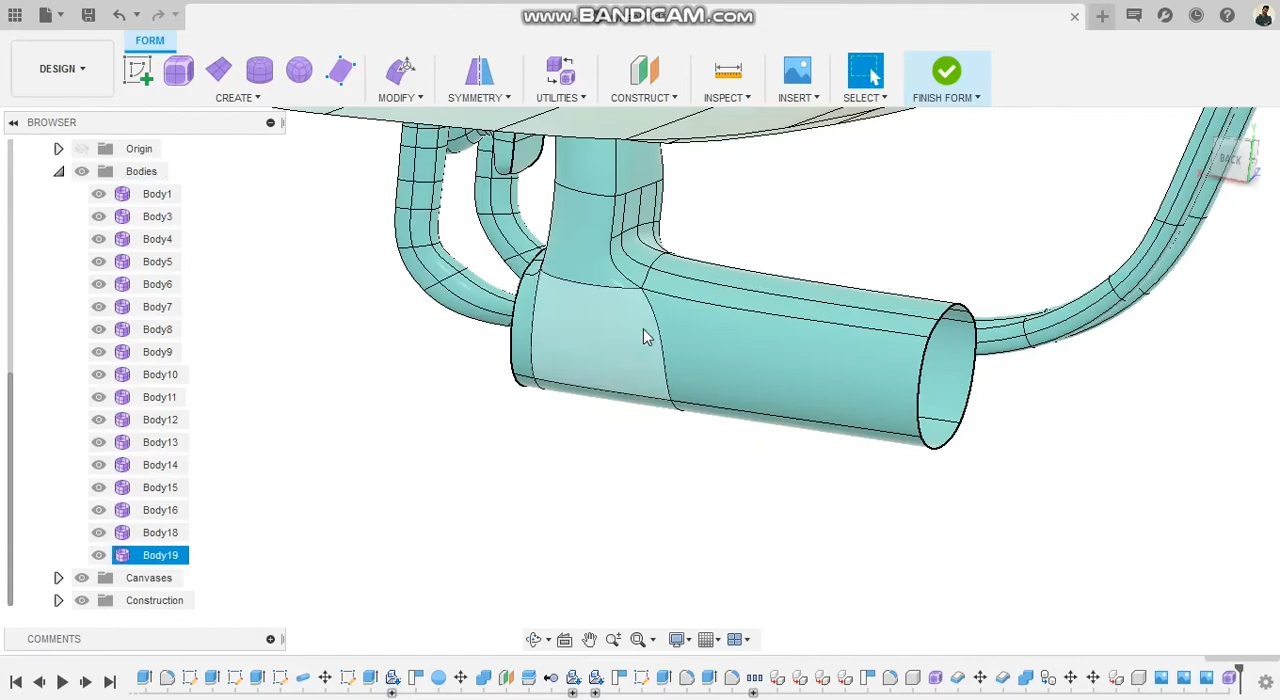 www.BANDICAM.com
FORM
DESIGN
CREATE
MODIFY
SYMMETRY
UTILITIES
CONSTRUCT
INSPECT
INSERT
SELECT
FINISH FORM
BROWSER
Origin
Bodies
Body1
Body3
Body4
Body5
Body6
Body7
Body8
Body9
Body10
Body11
Body12
Body13
Body14
Body15
Body16
Body18
Body19
Canvases
Construction
BACK
Y
X
Z
COMMENTS